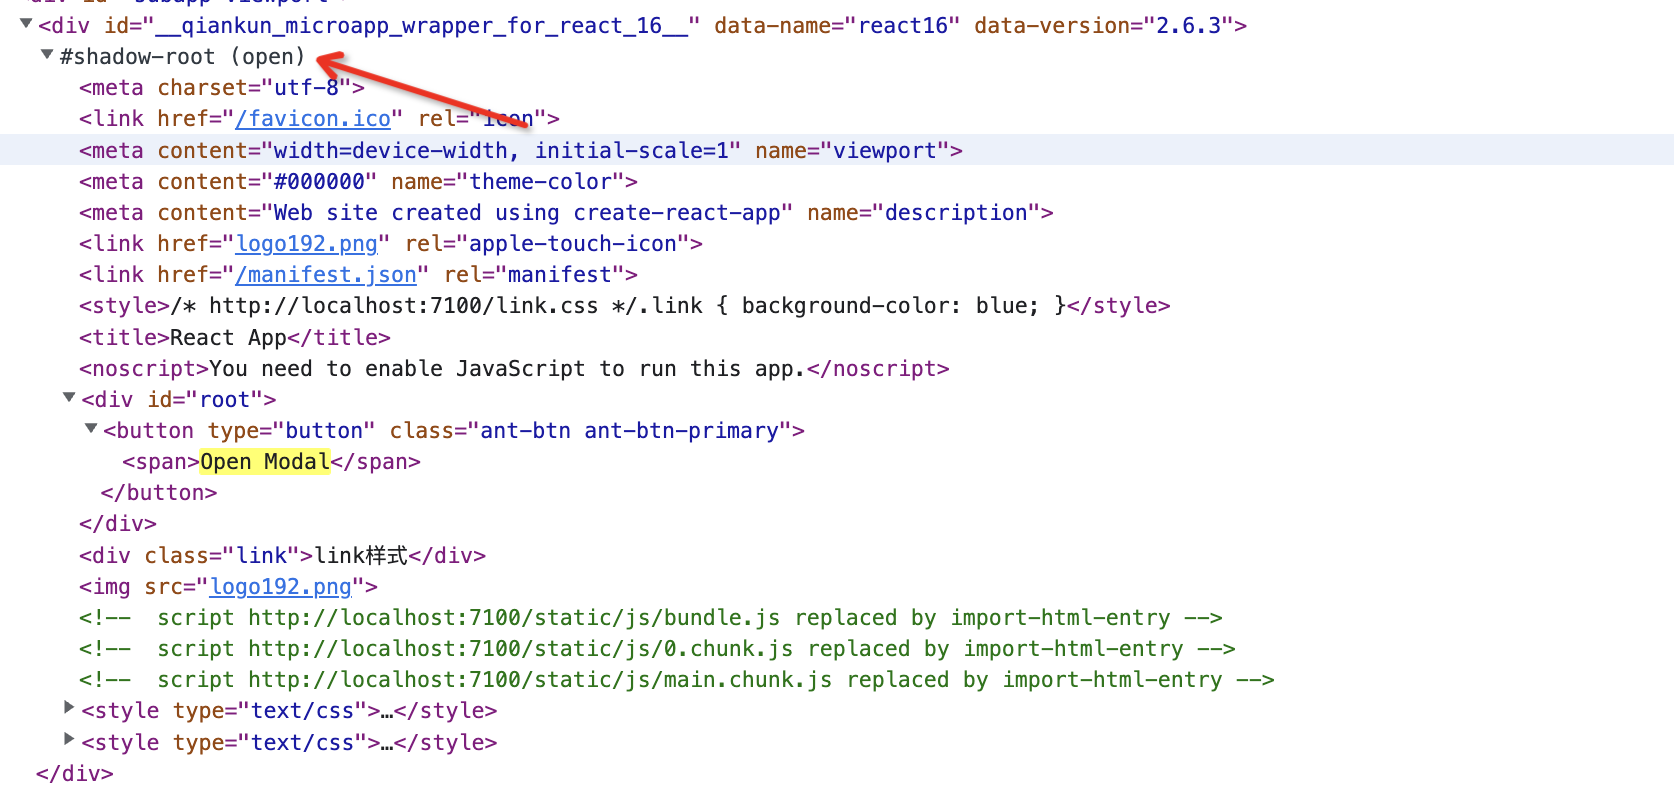 <div id="__qiankun_microapp_wrapper_for_react_16__" data-name="react16" data-version="2.6.3">
#shadow-root (open)
<meta charset="utf-8">
<link href="/favicon.ico" rel="icon">
<meta content="width=device-width, initial-scale=1" name="viewport">
<meta content="#000000" name="theme-color">
<meta content="Web site created using create-react-app" name="description">
<link href="logo192.png" rel="apple-touch-icon">
<link href="/manifest.json" rel="manifest">
<style>/* http://localhost:7100/link.css */.link { background-color: blue; }</style>
<title>React App</title>
<noscript>You need to enable JavaScript to run this app.</noscript>
<div id="root">
<button type="button" class="ant-btn ant-btn-primary">
<span>Open Modal</span>
</button>
</div>
<div class="link">link样式</div>
<img src="logo192.png">
<!--  script http://localhost:7100/static/js/bundle.js replaced by import-html-entry -->
<!--  script http://localhost:7100/static/js/0.chunk.js replaced by import-html-entry -->
<!--  script http://localhost:7100/static/js/main.chunk.js replaced by import-html-entry -->
<style type="text/css">…</style>
<style type="text/css">…</style>
</div>